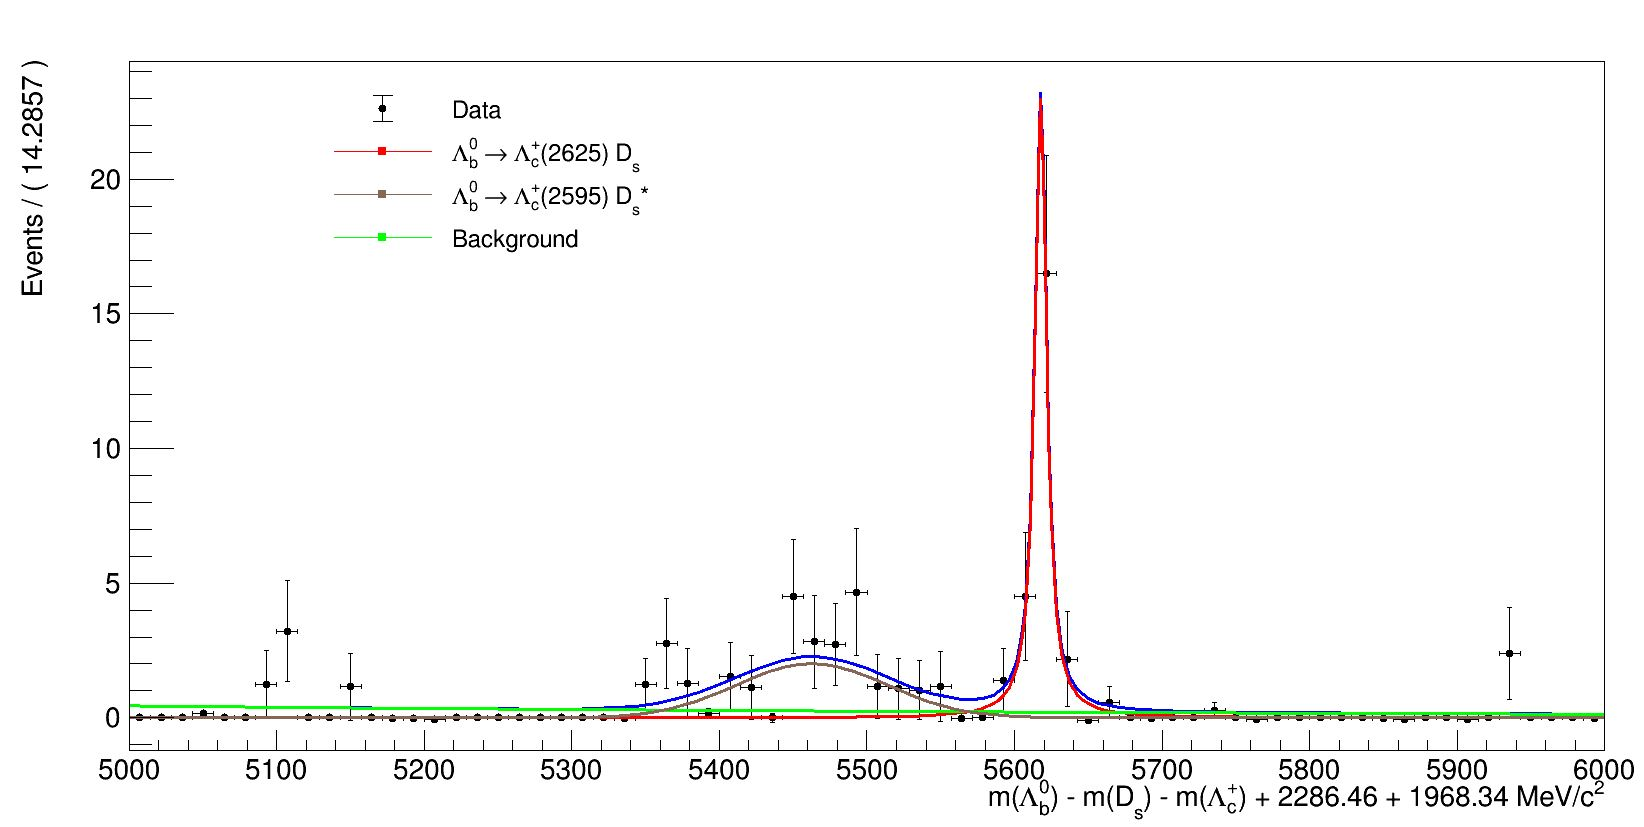 Events / ( 14.2857 )
Data
Λb0 → Λc+(2625) Ds
Λb0 → Λc+(2595) Ds*
Background
20
15
10
5
0
5000 5100 5200 5300 5400 5500 5600 5700 5800 5900 6000
m(Λb0) - m(Ds) - m(Λc+) + 2286.46 + 1968.34 MeV/c2